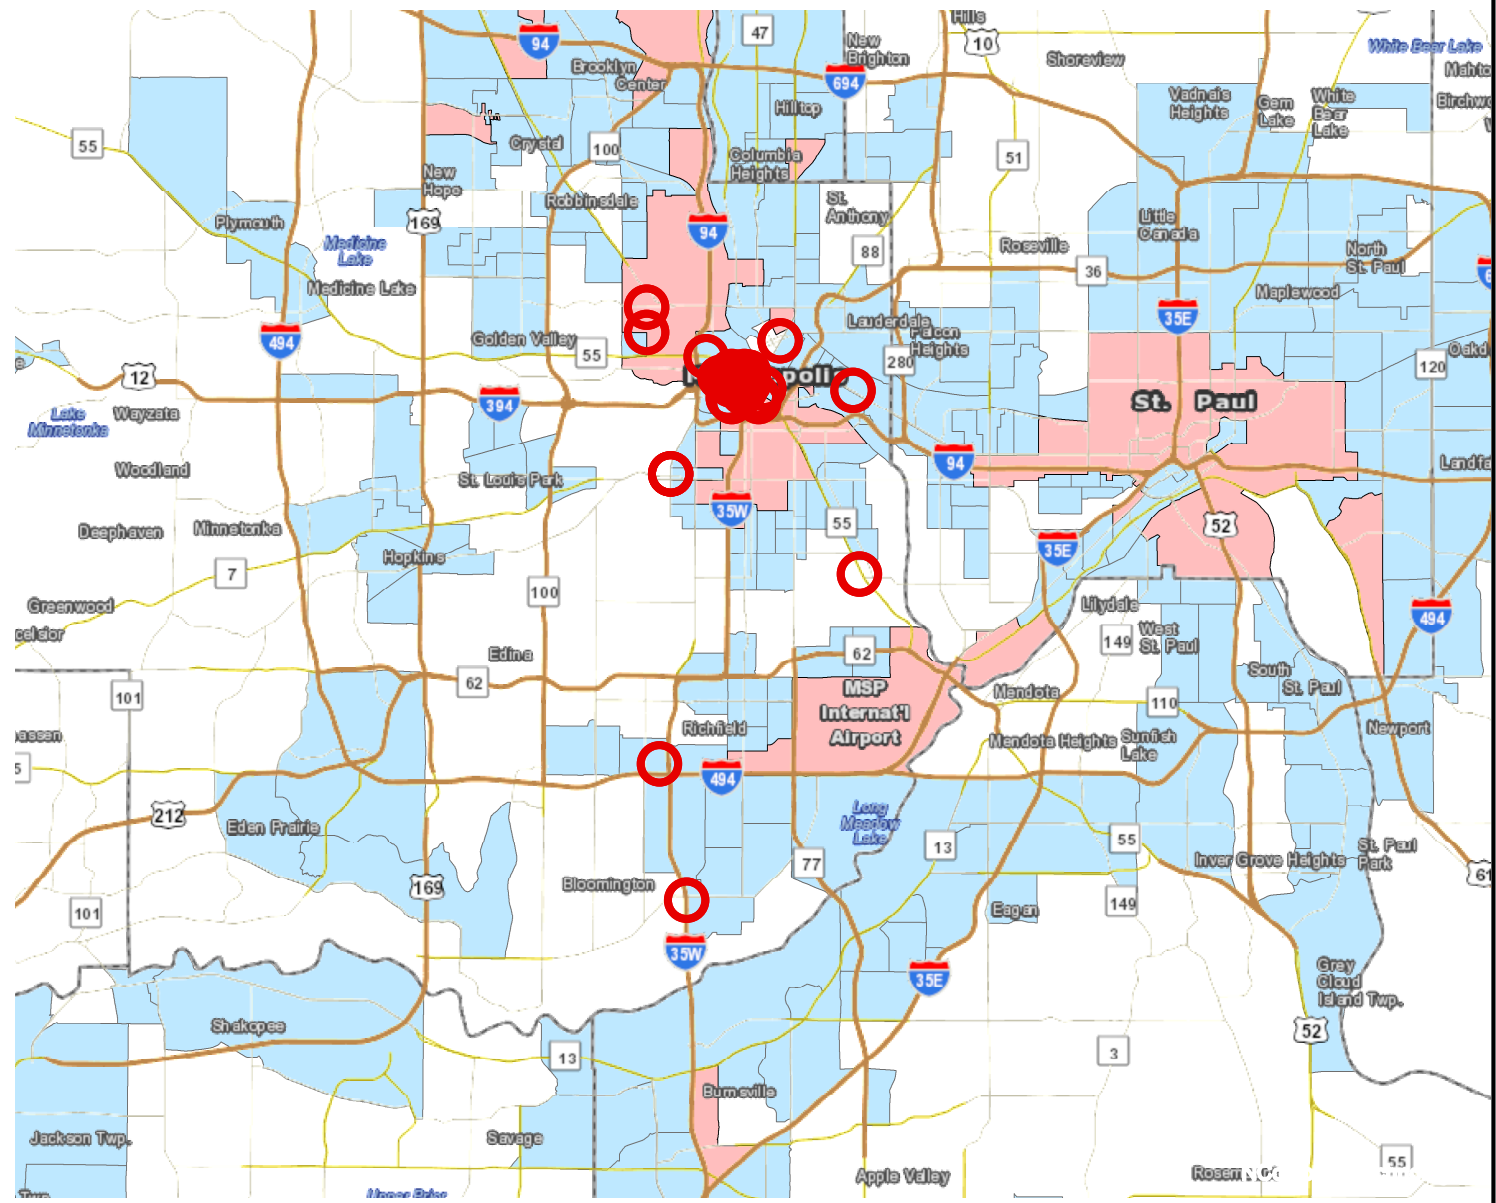 Hills
47
94
10
New
Brighton
Shoreview
White Bear Lake
Brooklyn
Center
694
Hilltop
Vadnais
Heights
Gem
Lake
White
Bear
Lake
55
Crystal
100
51
Columbia
Heights
New
Hope
169
Robbinsdale
St.
Anthony
Plymouth
Medicine
Lake
94
88
Roseville
Little
Canada
North
St. Paul
36
Medicine Lake
Maplewood
494
Golden Valley
55
Lauderdale
Falcon
Heights
280
35E
120
12
394
St. Paul
Lake
Minnetonka
Wayzata
Woodland
St. Louis Park
94
35W
55
52
Deephaven
Minnetonka
Hopkins
35E
7
100
Greenwood
Lilydale
149
West
St. Paul
494
Edina
62
62
South
St. Paul
101
MSP
Internat'l
Airport
Mendota
110
Richfield
Mendota Heights
Sunfish
Lake
Newport
494
212
Eden Prairie
Long
Meadow
Lake
13
55
Inver Grove Heights
St. Paul
Park
77
61
169
Bloomington
101
Eagan
149
35W
35E
Grey
Cloud
Island Twp.
Shakopee
13
52
3
Burnsville
Jackson Twp.
Savage
Apple Valley
55